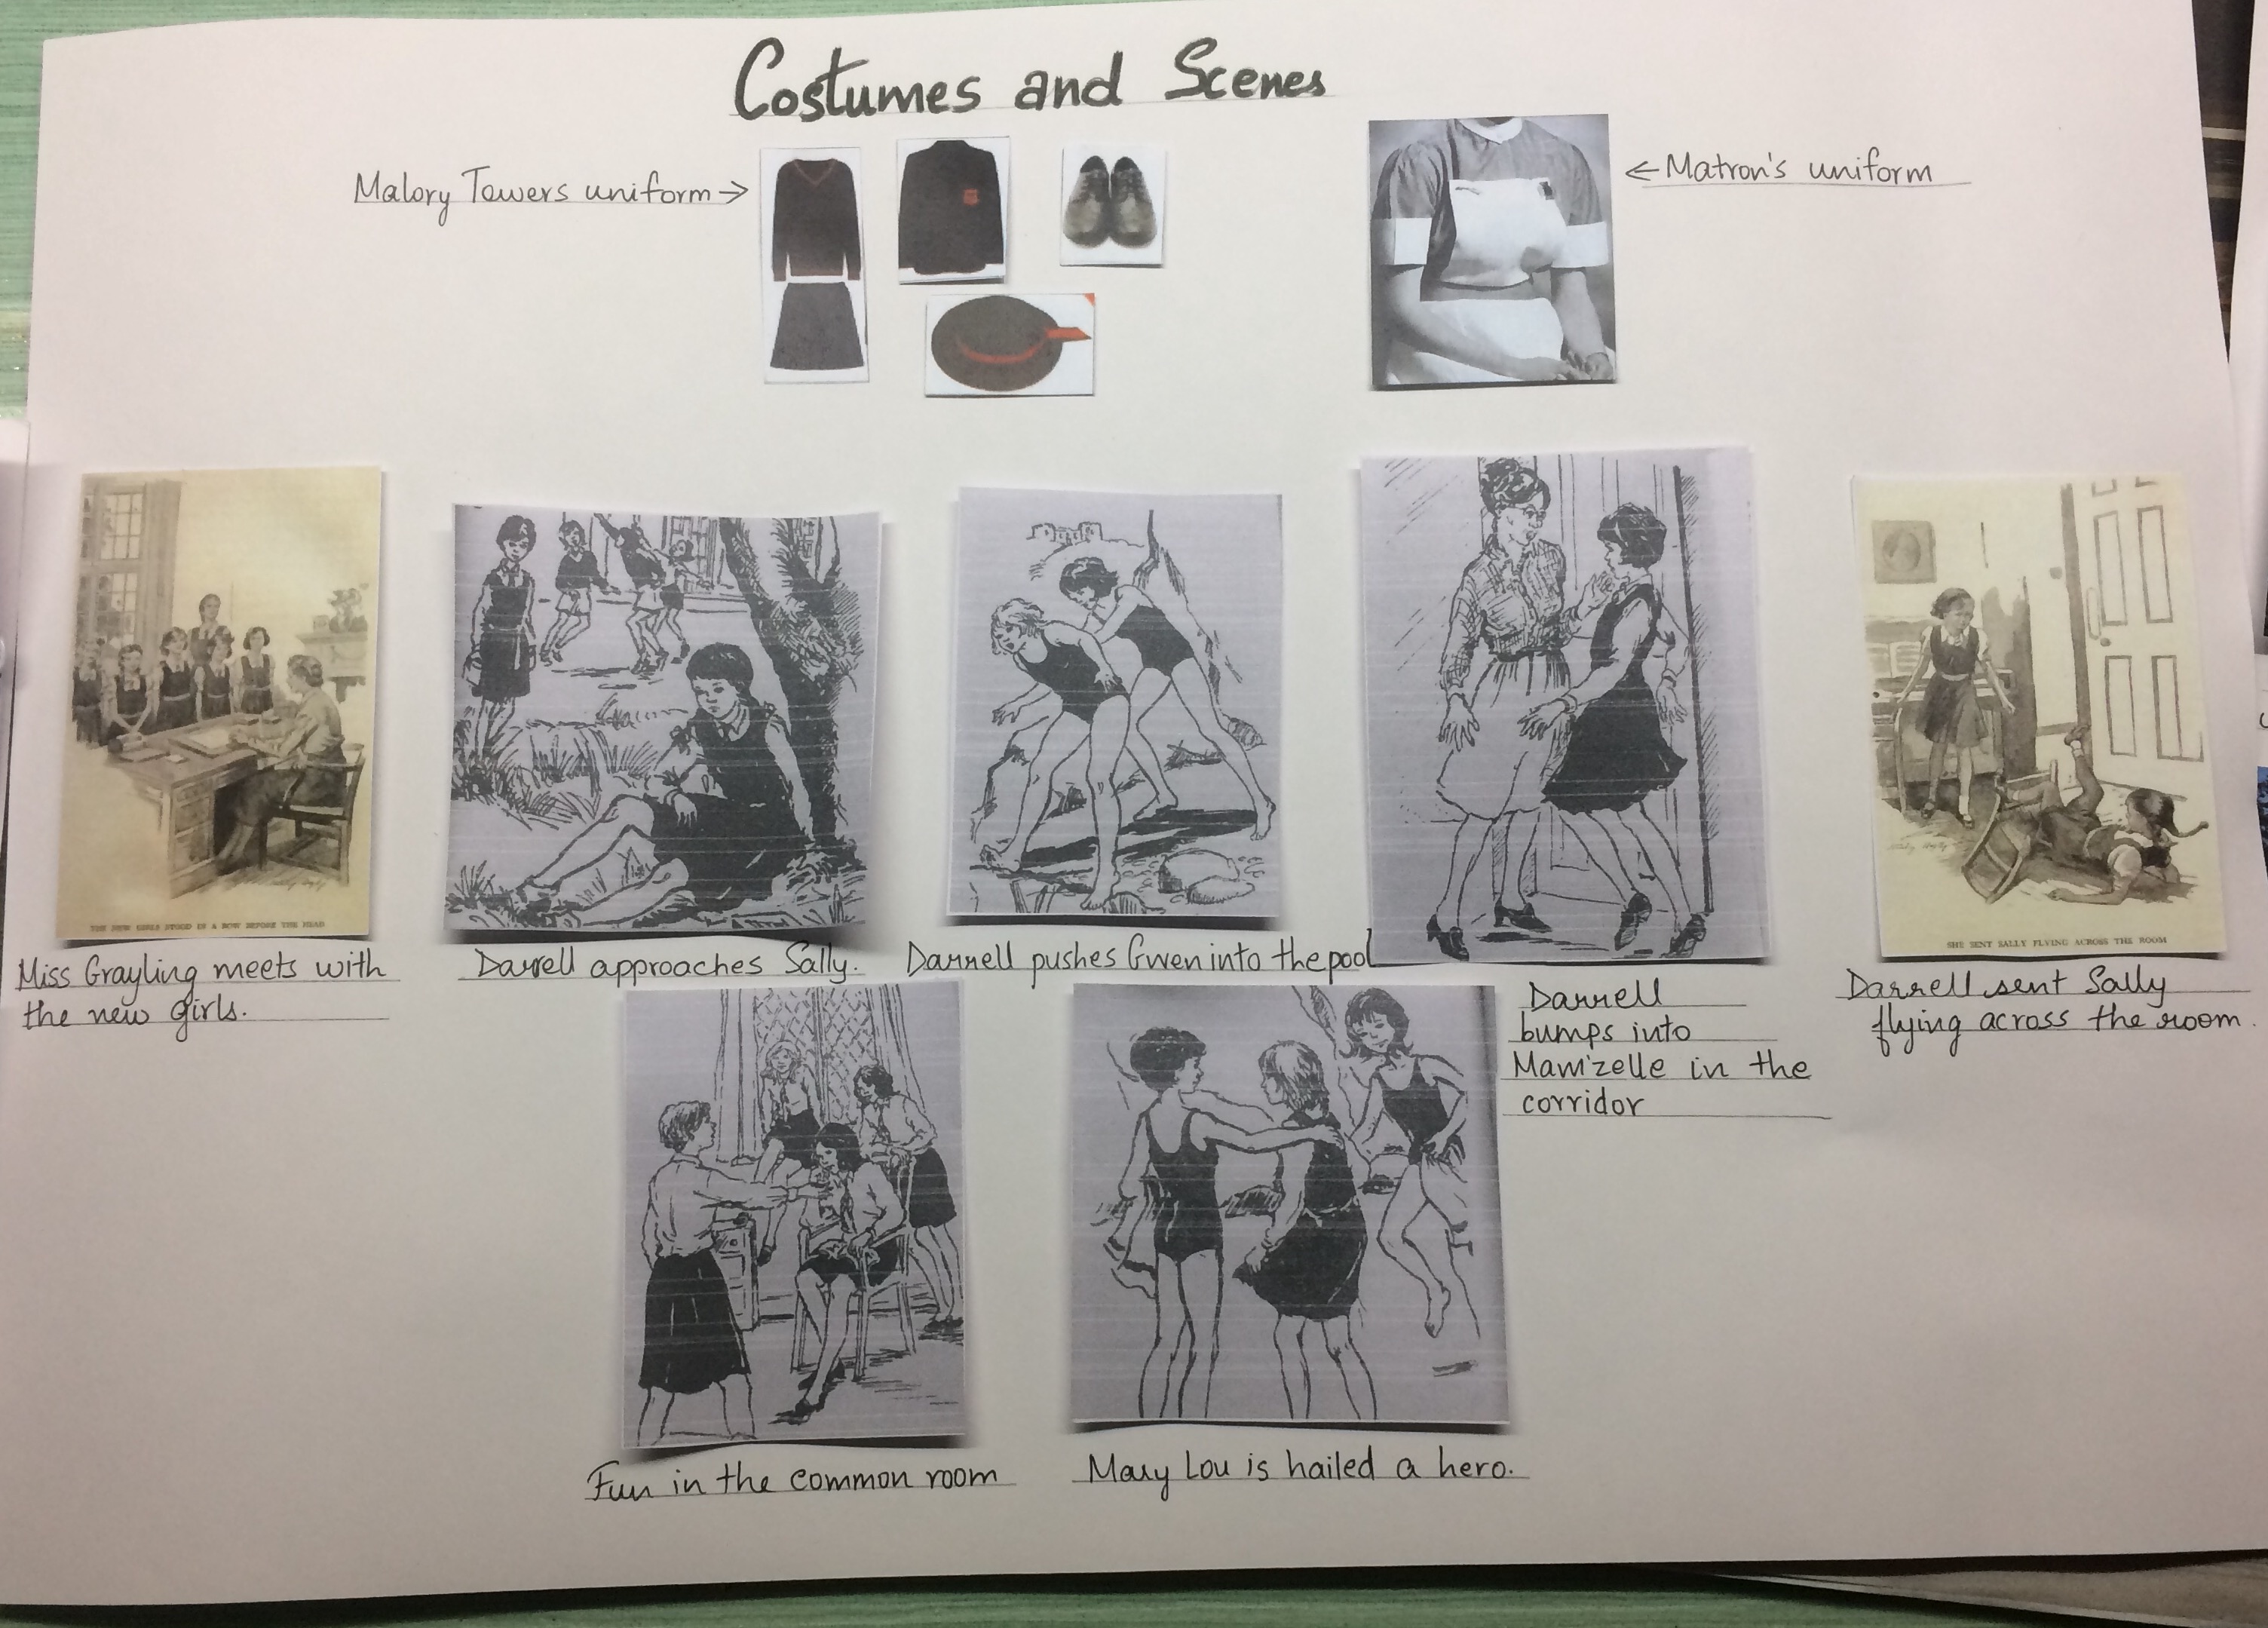 Costumes and Scenes
Malory Towers uniform →
← Matron's uniform
THE NEW GIRLS STOOD IN A ROW BEFORE THE HEAD
SHE SENT SALLY FLYING ACROSS THE ROOM
Miss Grayling meets with
the new girls.
Darrell approaches Sally.
Darrell pushes Gwen into the pool
Darrell
bumps into
Mam'zelle in the
corridor
Darrell sent Sally
flying across the room.
Fun in the common room
Mary Lou is hailed a hero.